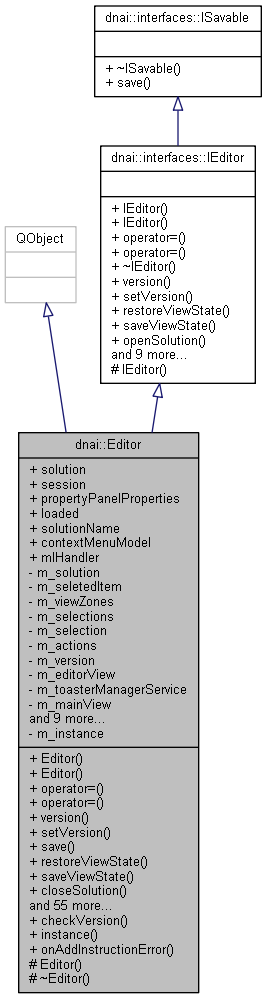 dnai::interfaces::ISavable
+ ~ISavable()
+ save()
dnai::interfaces::IEditor
+ IEditor()
+ IEditor()
+ operator=()
+ operator=()
+ ~IEditor()
+ version()
+ setVersion()
+ restoreViewState()
+ saveViewState()
+ openSolution()
and 9 more...
# IEditor()
QObject
dnai::Editor
+ solution
+ session
+ propertyPanelProperties
+ loaded
+ solutionName
+ contextMenuModel
+ mlHandler
- m_solution
- m_seletedItem
- m_viewZones
- m_selections
- m_selection
- m_actions
- m_version
- m_editorView
- m_toasterManagerService
- m_mainView
and 9 more...
- m_instance
+ Editor()
+ Editor()
+ operator=()
+ operator=()
+ version()
+ setVersion()
+ save()
+ restoreViewState()
+ saveViewState()
+ closeSolution()
and 55 more...
+ checkVersion()
+ instance()
+ onAddInstructionError()
# Editor()
# ~Editor()